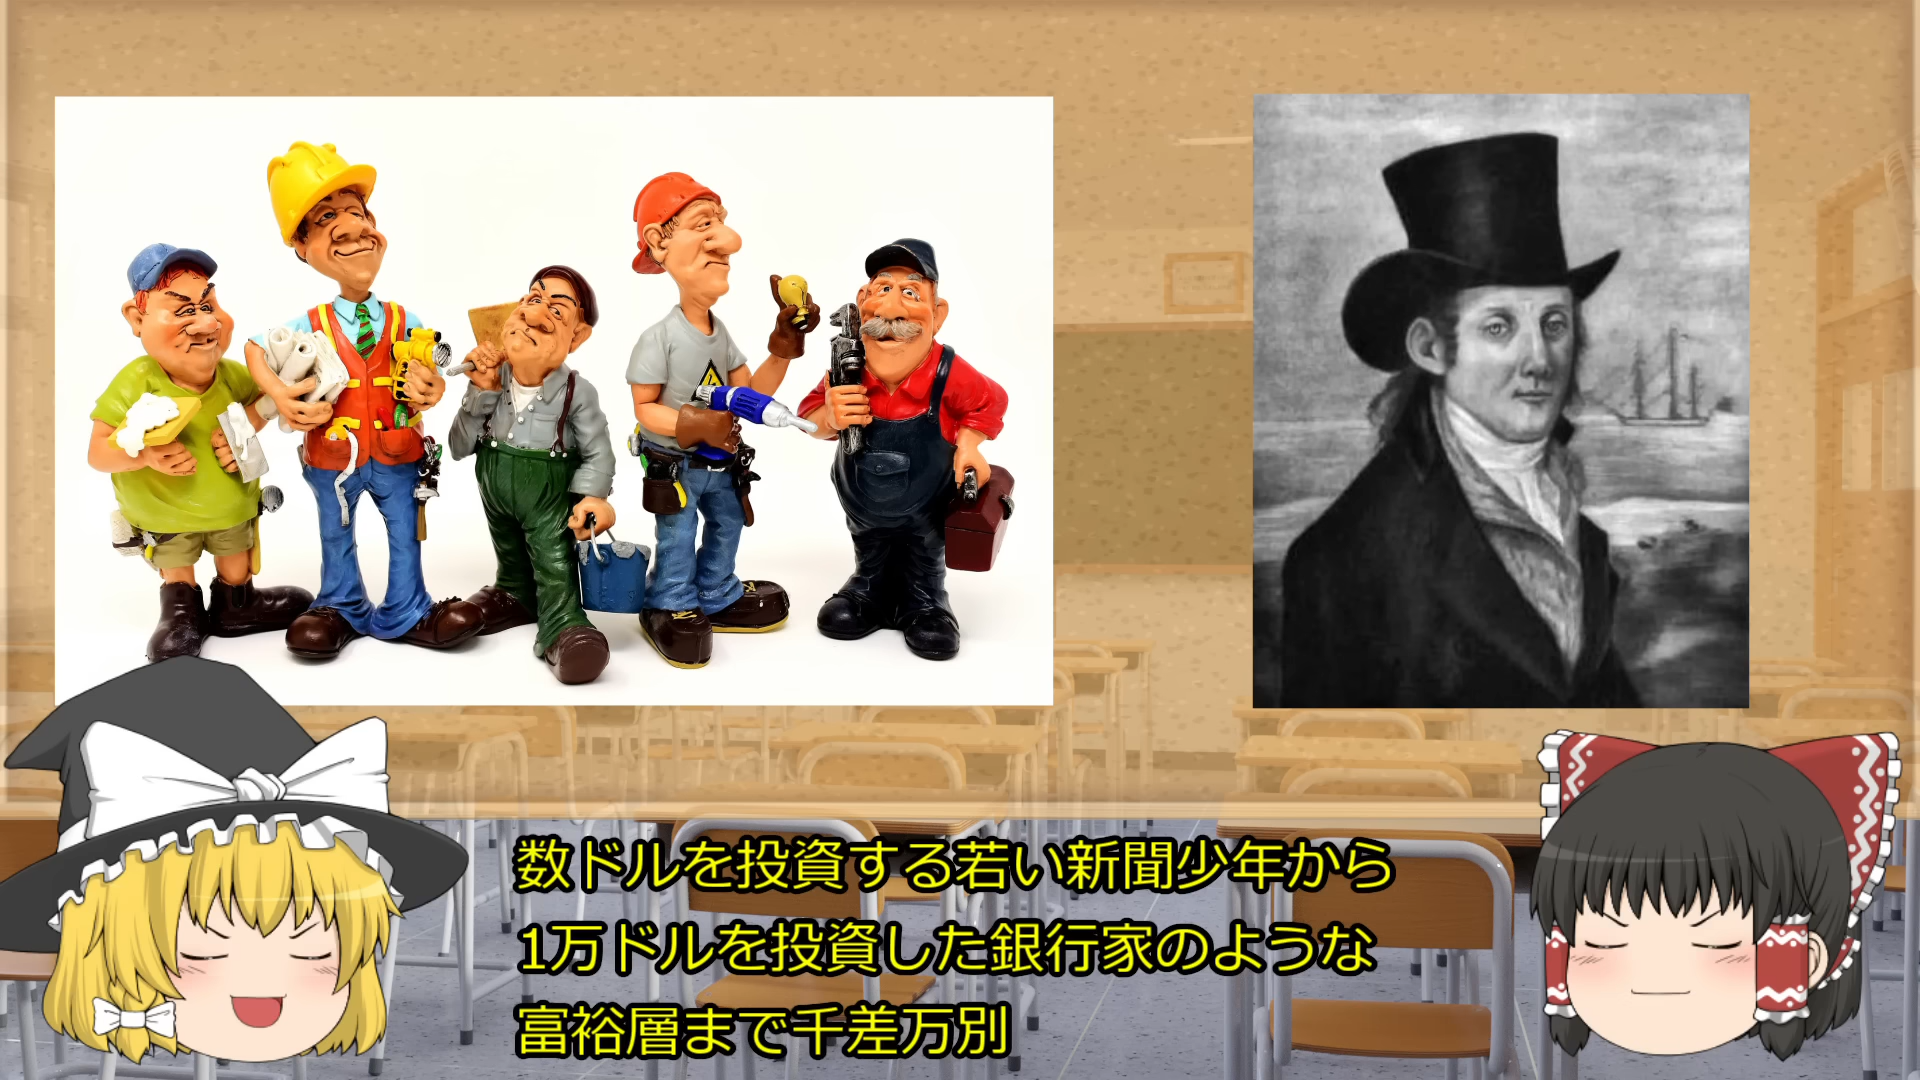 数ドルを投資する若い新聞少年から
1万ドルを投資した銀行家のような
富裕層まで千差万別